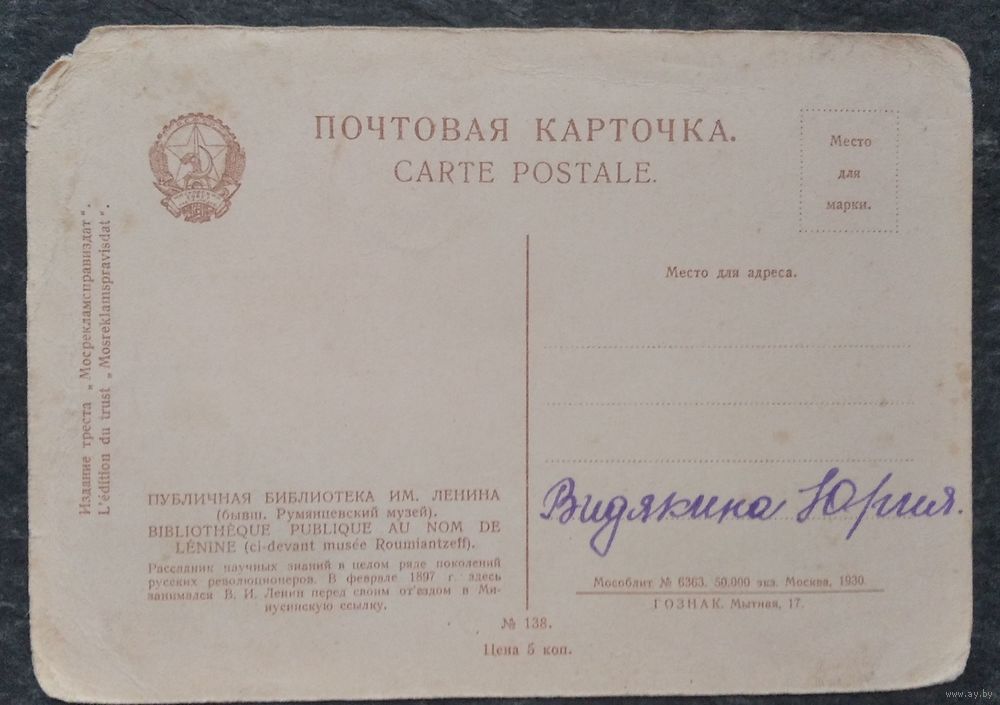 ПОЧТОВАЯ КАРТОЧКА.
CARTE POSTALE.
Место
для
марки.
Место для адреса.
Издание треста „Мосрекламсправиздат".
L'édition du trust „Mosreklamspravisdat".
ПУБЛИЧНАЯ БИБЛИОТЕКА ИМ. ЛЕНИНА
(бывш. Румянцевский музей).
BIBLIOTHÈQUE PUBLIQUE AU NOM DE
LÉNINE (ci-devant musée Roumiantzeff).
Рассадник научных знаний в целом ряде поколений
русских революционеров. В феврале 1897 г. здесь
занимался В. И. Ленин перед своим от'ездом в Ми-
нусинскую ссылку.
Видякина Юрия.
Мособлит № 6363. 50.000 экз. Москва, 1930.
ГОЗНАК. Мытная, 17.
№ 138.
Цена 5 коп.
www.ay.by